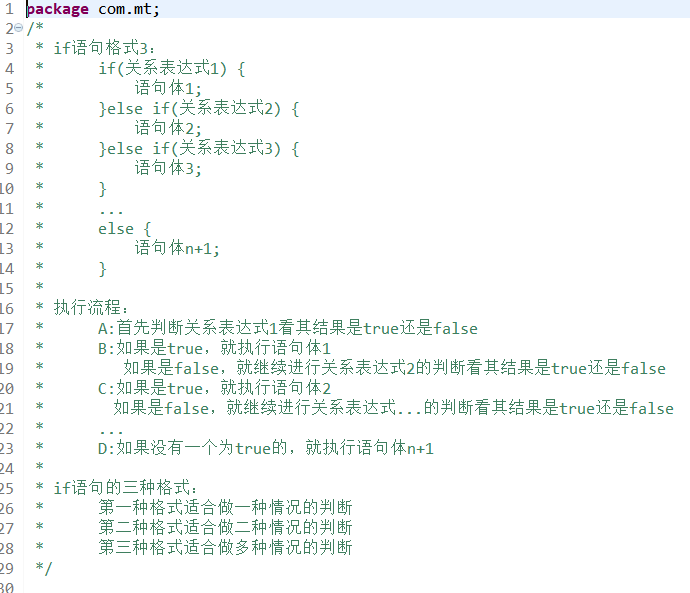 1 package com.mt;
2 /*
3  * if语句格式3：
4  *      if(关系表达式1) {
5  *          语句体1;
6  *      }else if(关系表达式2) {
7  *          语句体2;
8  *      }else if(关系表达式3) {
9  *          语句体3;
10  *      }
11  *      ...
12  *      else {
13  *          语句体n+1;
14  *      }
15  *
16  * 执行流程：
17  *      A:首先判断关系表达式1看其结果是true还是false
18  *      B:如果是true，就执行语句体1
19  *        如果是false，就继续进行关系表达式2的判断看其结果是true还是false
20  *      C:如果是true，就执行语句体2
21  *        如果是false，就继续进行关系表达式...的判断看其结果是true还是false
22  *      ...
23  *      D:如果没有一个为true的，就执行语句体n+1
24  *
25  * if语句的三种格式：
26  *      第一种格式适合做一种情况的判断
27  *      第二种格式适合做二种情况的判断
28  *      第三种格式适合做多种情况的判断
29  */
30